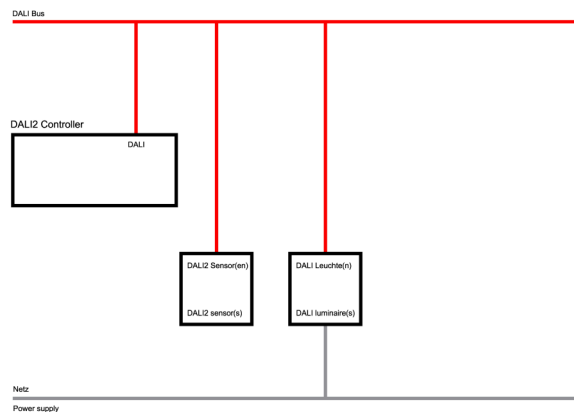 DALI Bus
DALI2 Controller
DALI
DALI2 Sensor(en)
DALI2 sensor(s)
DALI Leuchte(n)
DALI luminaire(s)
Netz
Power supply